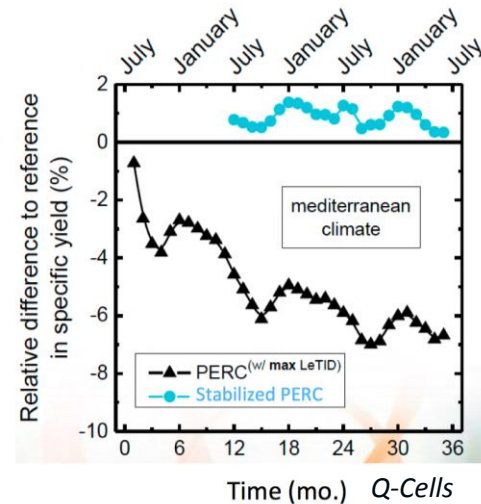 July
January
July
January
July
January
July
Relative difference to reference
in specific yield (%)
2
0
-2
-4
-6
-8
-10
mediterranean
climate
PERC(w/ max LeTID)
Stabilized PERC
0 6 12 18 24 30 36
Time (mo.)
Q-Cells